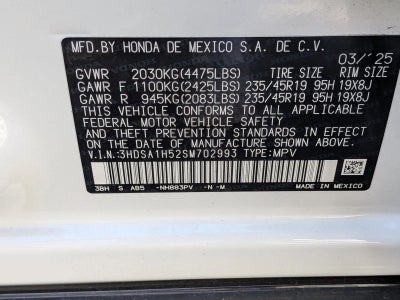 MFD.BY HONDA DE MEXICO S.A. DE C.V.
03/'25
GVWR 2030KG(4475LBS) TIRE SIZE RIM SIZE
GAWR F 1100KG(2425LBS) 235/45R19 95H 19X8J
GAWR R 945KG(2083LBS) 235/45R19 95H 19X8J
THIS VEHICLE CONFORMS TO ALL APPLICABLE
FEDERAL MOTOR VEHICLE SAFETY
AND THEFT PREVENTION STANDARDS IN EFFECT
ON THE DATE OF MANUFACTURE SHOWN ABOVE.
V.I.N:3HDSA1H52SM702993 TYPE:MPV
3BH S AB5 -NH883PV -N -M
MADE IN MEXICO